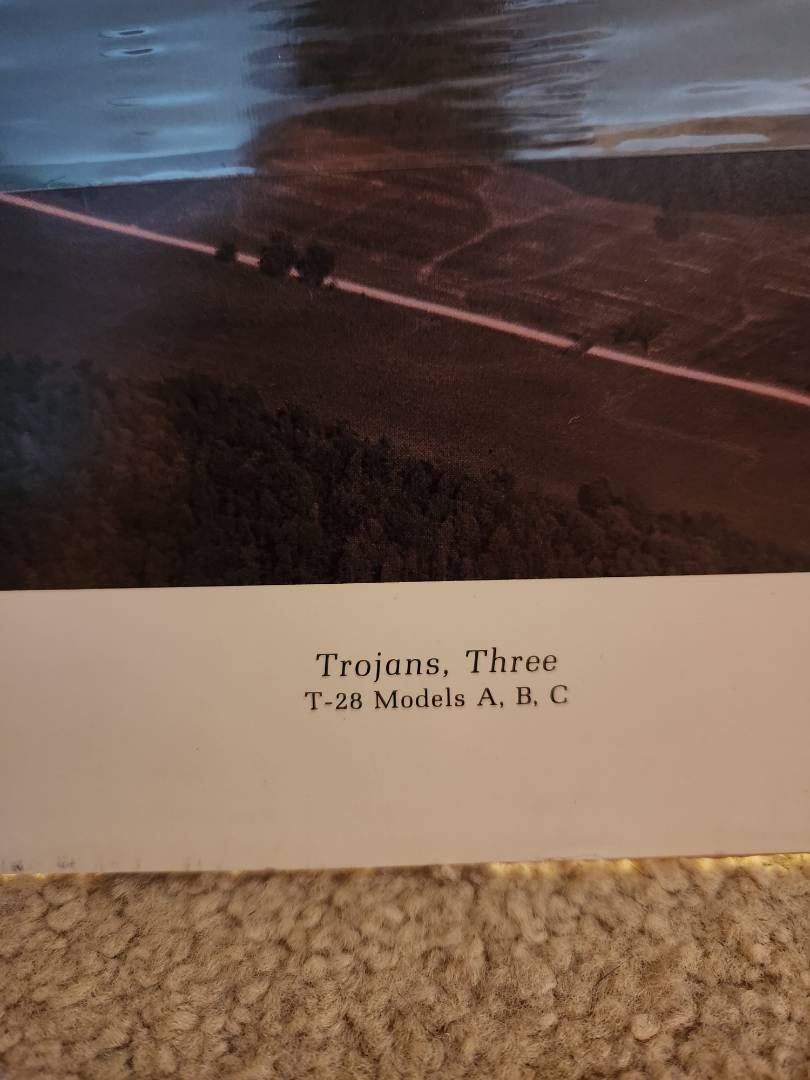 Trojans, Three
T-28 Models A, B, C